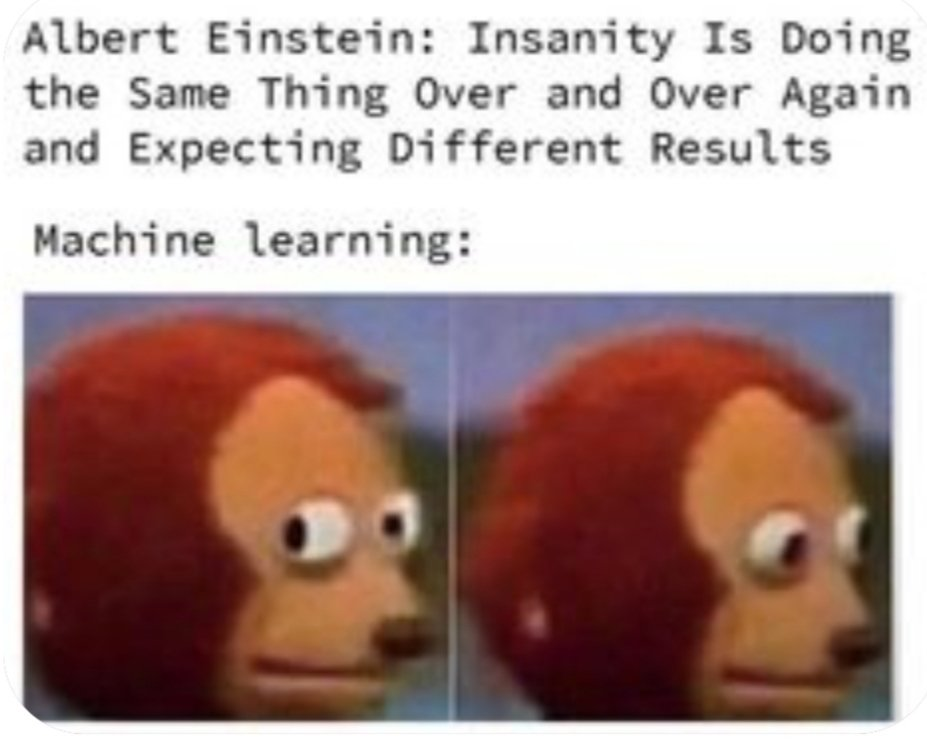 Albert Einstein: Insanity Is Doing
the Same Thing Over and Over Again
and Expecting Different Results
Machine learning: